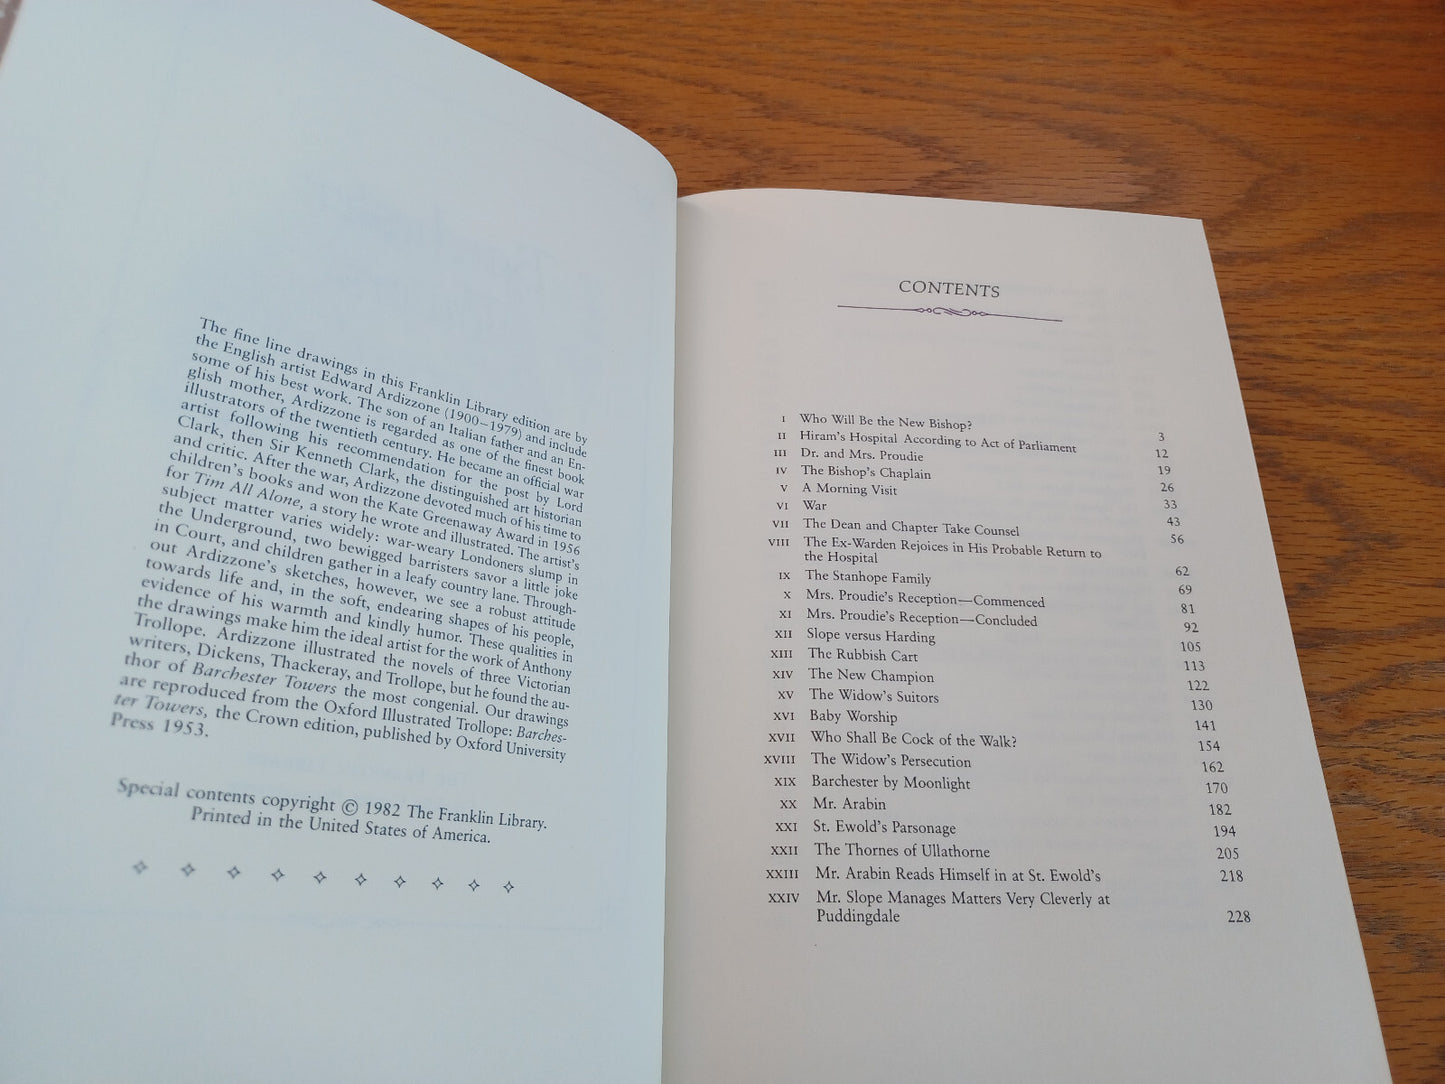 The fine line drawings in this Franklin Library edition are by
the English artist Edward Ardizzone (1900–1979) and include
some of his best work. The son of an Italian father and an En-
glish mother, Ardizzone is regarded as one of the finest book
illustrators of the twentieth century. He became an official war
artist following his recommendation for the post by Lord
Clark, then Sir Kenneth Clark, the distinguished art historian
and critic. After the war, Ardizzone devoted much of his time to
children's books and won the Kate Greenaway Award in 1956
for Tim All Alone, a story he wrote and illustrated. The artist's
subject matter varies widely: war-weary Londoners slump in
the Underground, two bewigged barristers savor a little joke
in Court, and children gather in a leafy country lane. Through-
out Ardizzone's sketches, however, we see a robust attitude
towards life and, in the soft, endearing shapes of his people,
evidence of his warmth and kindly humor. These qualities in
the drawings make him the ideal artist for the work of Anthony
Trollope. Ardizzone illustrated the novels of three Victorian
writers, Dickens, Thackeray, and Trollope, but he found the au-
thor of Barchester Towers the most congenial. Our drawings
are reproduced from the Oxford Illustrated Trollope: Barches-
ter Towers, the Crown edition, published by Oxford University
Press 1953.
Special contents copyright © 1982 The Franklin Library.
Printed in the United States of America.
CONTENTS
I Who Will Be the New Bishop? 3
II Hiram's Hospital According to Act of Parliament 12
III Dr. and Mrs. Proudie 19
IV The Bishop's Chaplain 26
V A Morning Visit 33
VI War 43
VII The Dean and Chapter Take Counsel 56
VIII The Ex-Warden Rejoices in His Probable Return to
the Hospital 62
IX The Stanhope Family 69
X Mrs. Proudie's Reception—Commenced 81
XI Mrs. Proudie's Reception—Concluded 92
XII Slope versus Harding 105
XIII The Rubbish Cart 113
XIV The New Champion 122
XV The Widow's Suitors 130
XVI Baby Worship 141
XVII Who Shall Be Cock of the Walk? 154
XVIII The Widow's Persecution 162
XIX Barchester by Moonlight 170
XX Mr. Arabin 182
XXI St. Ewold's Parsonage 194
XXII The Thornes of Ullathorne 205
XXIII Mr. Arabin Reads Himself in at St. Ewold's 218
XXIV Mr. Slope Manages Matters Very Cleverly at
Puddingdale 228